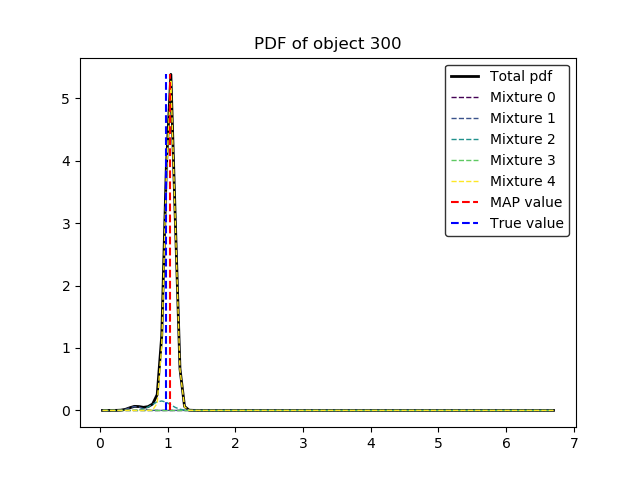 PDF of object 300
Total pdf
Mixture 0
Mixture 1
Mixture 2
Mixture 3
Mixture 4
MAP value
True value
5
4
3
2
1
0
0 1 2 3 4 5 6 7